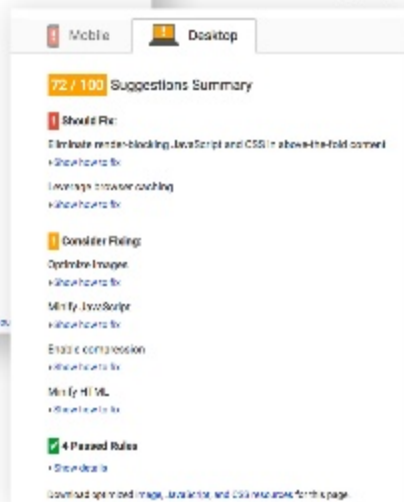 Mobile
Desktop
72 / 100 Suggestions Summary
! Should Fix:
Eliminate render-blocking JavaScript and CSS in above-the-fold content
Show how to fix
Leverage browser caching
Show how to fix
! Consider Fixing:
Optimize images
Show how to fix
Minify JavaScript
Show how to fix
Enable compression
Show how to fix
Minify HTML
Show how to fix
4 Passed Rules
Show details
Download optimized image, JavaScript, and CSS resources for this page.